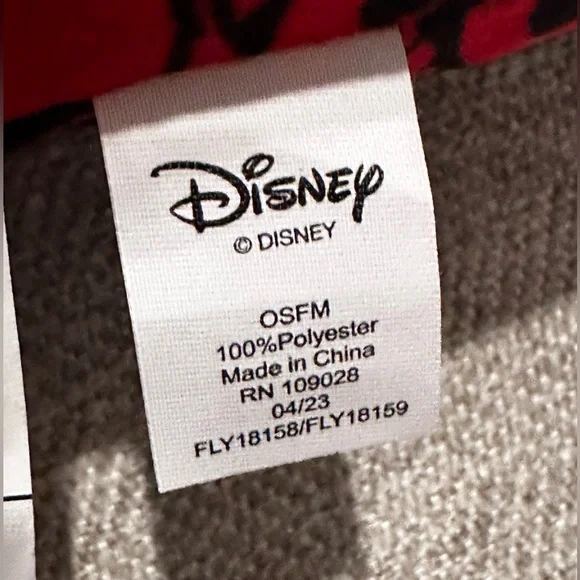 Disney
© DISNEY
OSFM
100%Polyester
Made in China
RN 109028
04/23
FLY18158/FLY18159